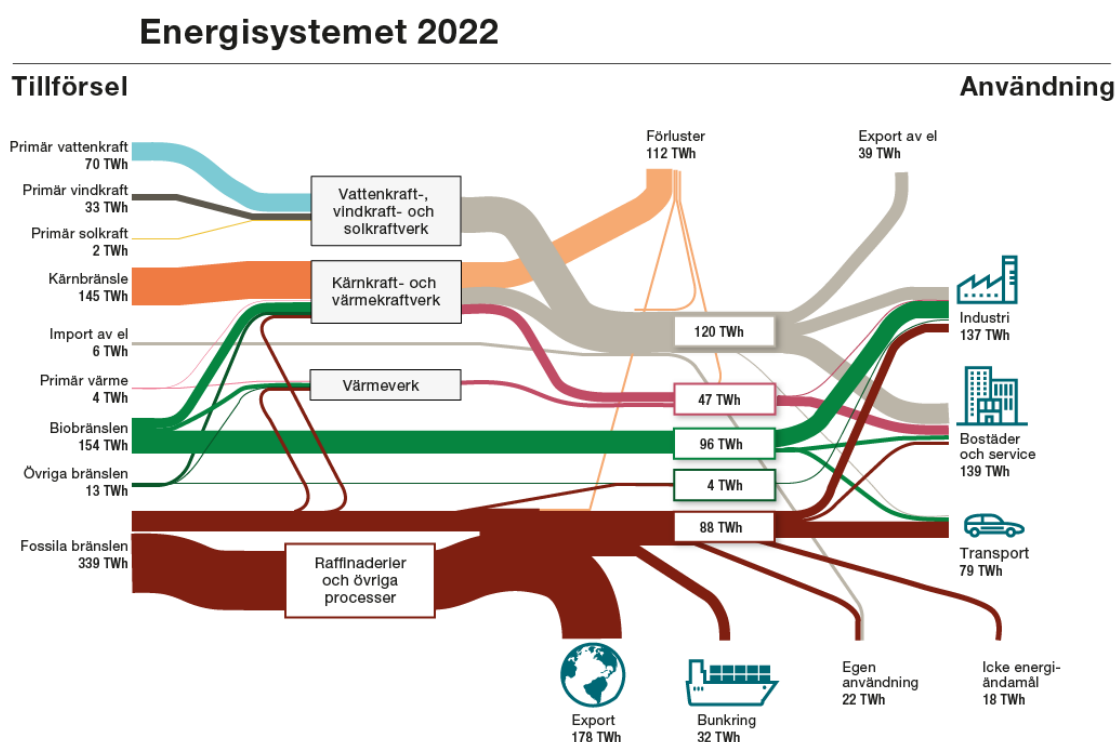 Energisystemet 2022
Tillförsel
Användning
Primär vattenkraft
70 TWh
Primär vindkraft
33 TWh
Primär solkraft
2 TWh
Kärnbränsle
145 TWh
Import av el
6 TWh
Primär värme
4 TWh
Biobränslen
154 TWh
Övriga bränslen
13 TWh
Fossila bränslen
339 TWh
Vattenkraft-,
vindkraft- och
solkraftverk
Kärnkraft- och
värmekraftverk
Värmeverk
Raffinaderier
och övriga
processer
Förluster
112 TWh
Export av el
39 TWh
120 TWh
47 TWh
96 TWh
4 TWh
88 TWh
Industri
137 TWh
Bostäder
och service
139 TWh
Transport
79 TWh
Export
178 TWh
Bunkring
32 TWh
Egen
användning
22 TWh
Icke energi-
ändamål
18 TWh